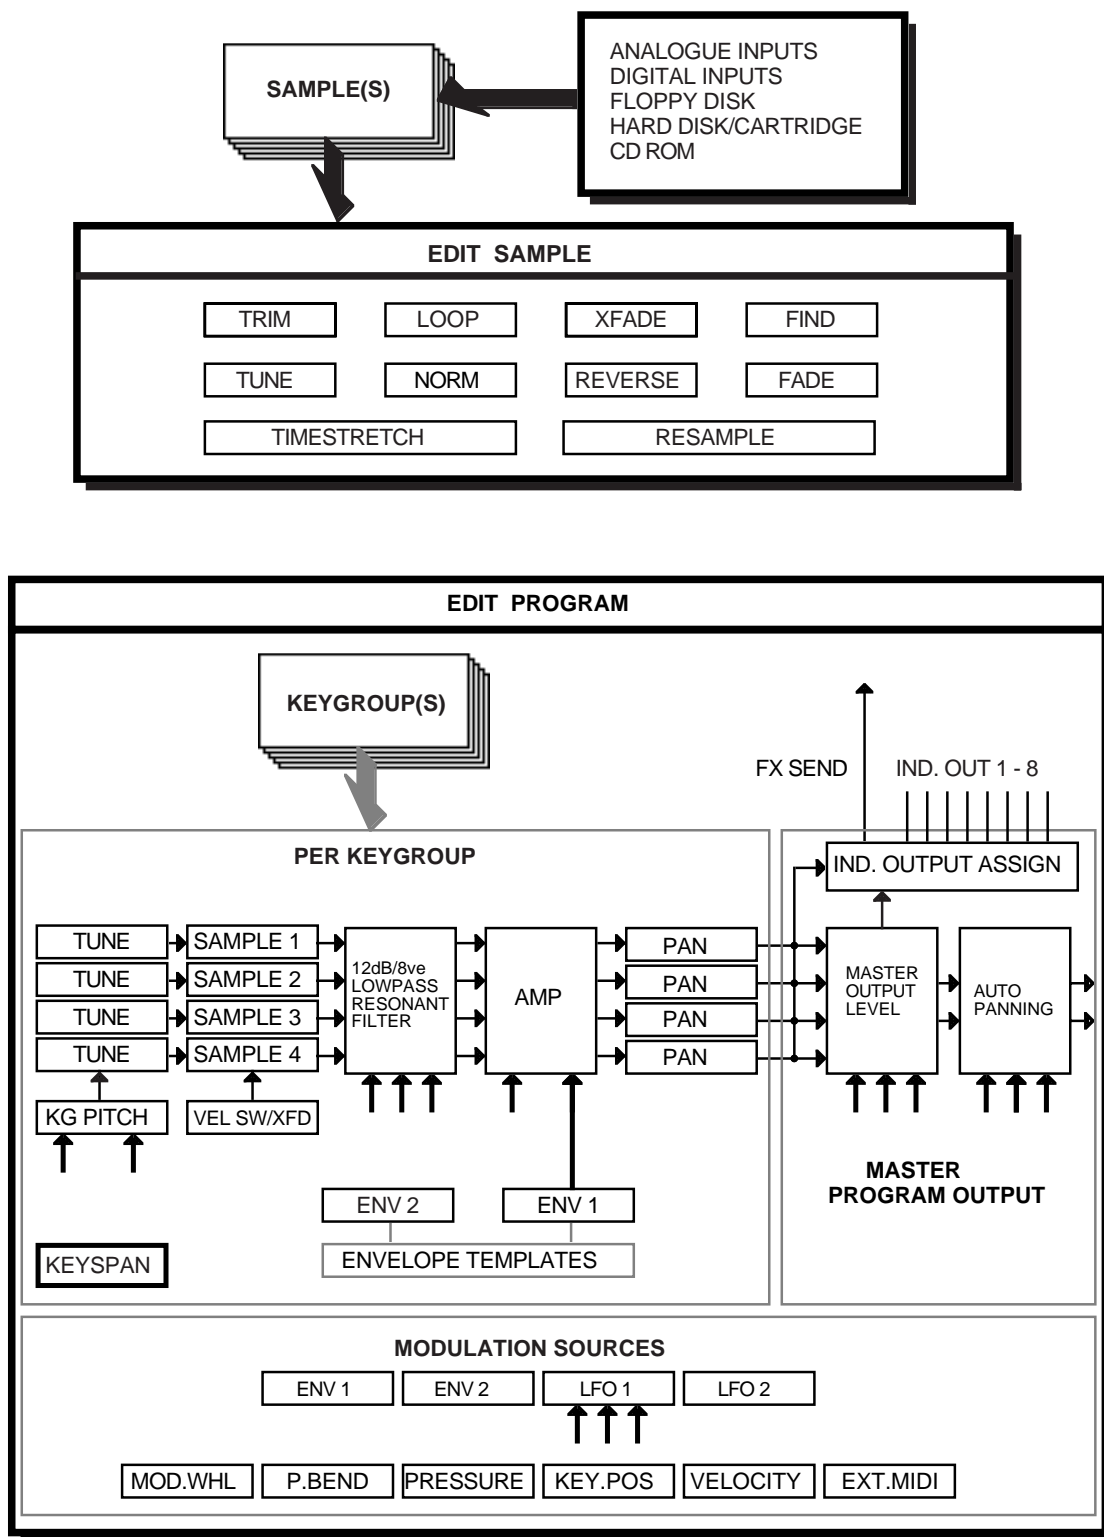 SAMPLE(S)
ANALOGUE INPUTS
DIGITAL INPUTS
FLOPPY DISK
HARD DISK/CARTRIDGE
CD ROM
EDIT SAMPLE
TRIM
LOOP
XFADE
FIND
TUNE
NORM
REVERSE
FADE
TIMESTRETCH
RESAMPLE
EDIT PROGRAM
KEYGROUP(S)
FX SEND
IND. OUT 1 - 8
PER KEYGROUP
IND. OUTPUT ASSIGN
TUNE
SAMPLE 1
TUNE
SAMPLE 2
TUNE
SAMPLE 3
TUNE
SAMPLE 4
12dB/8ve
LOWPASS
RESONANT
FILTER
AMP
PAN
PAN
PAN
PAN
MASTER
OUTPUT
LEVEL
AUTO
PANNING
KG PITCH
VEL SW/XFD
MASTER
PROGRAM OUTPUT
ENV 2
ENV 1
ENVELOPE TEMPLATES
KEYSPAN
MODULATION SOURCES
ENV 1
ENV 2
LFO 1
LFO 2
MOD.WHL
P.BEND
PRESSURE
KEY.POS
VELOCITY
EXT.MIDI